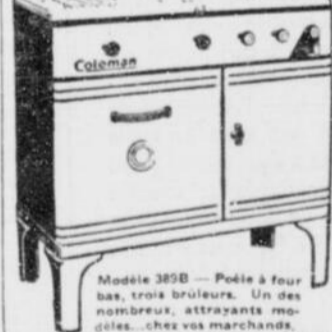 Coleman
Modèle 389B — Poêle à four
bas, trois brûleurs. Un des
nombreux, attrayants mo-
dèles...chez vos marchands.